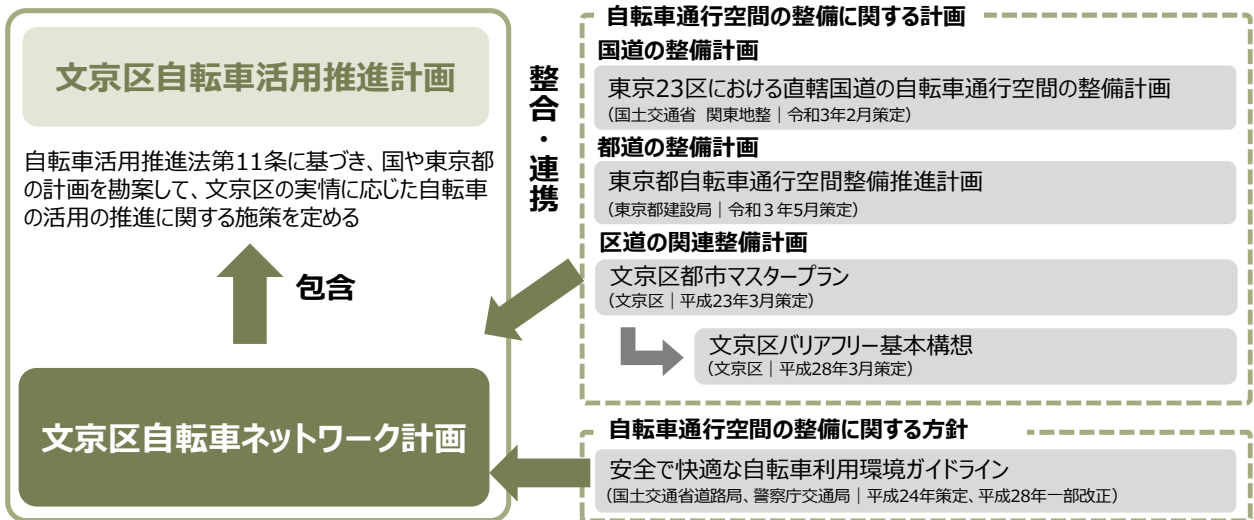 文京区自転車活用推進計画
自転車活用推進法第11条に基づき、国や東京都
の計画を勘案して、文京区の実情に応じた自転車
の活用の推進に関する施策を定める
包含
文京区自転車ネットワーク計画
整合・連携
自転車通行空間の整備に関する計画
国道の整備計画
東京23区における直轄国道の自転車通行空間の整備計画
（国土交通省 関東地整｜令和3年2月策定）
都道の整備計画
東京都自転車通行空間整備推進計画
（東京都建設局｜令和３年5月策定）
区道の関連整備計画
文京区都市マスタープラン
（文京区｜平成23年3月策定）
文京区バリアフリー基本構想
（文京区｜平成28年3月策定）
自転車通行空間の整備に関する方針
安全で快適な自転車利用環境ガイドライン
（国土交通省道路局、警察庁交通局｜平成24年策定、平成28年一部改正）